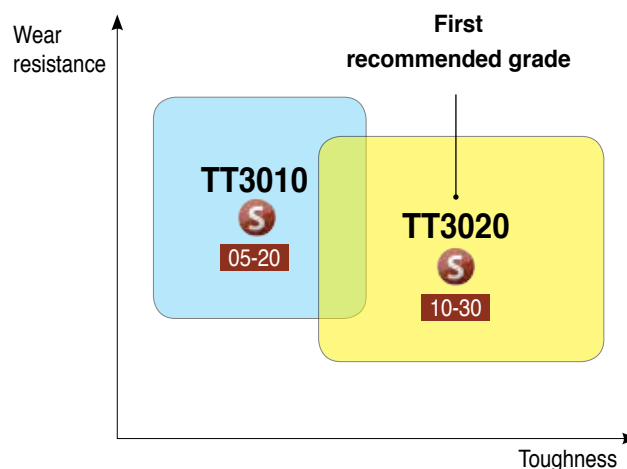 Wear
resistance
First
recommended grade
TT3010
S
05-20
TT3020
S
10-30
Toughness